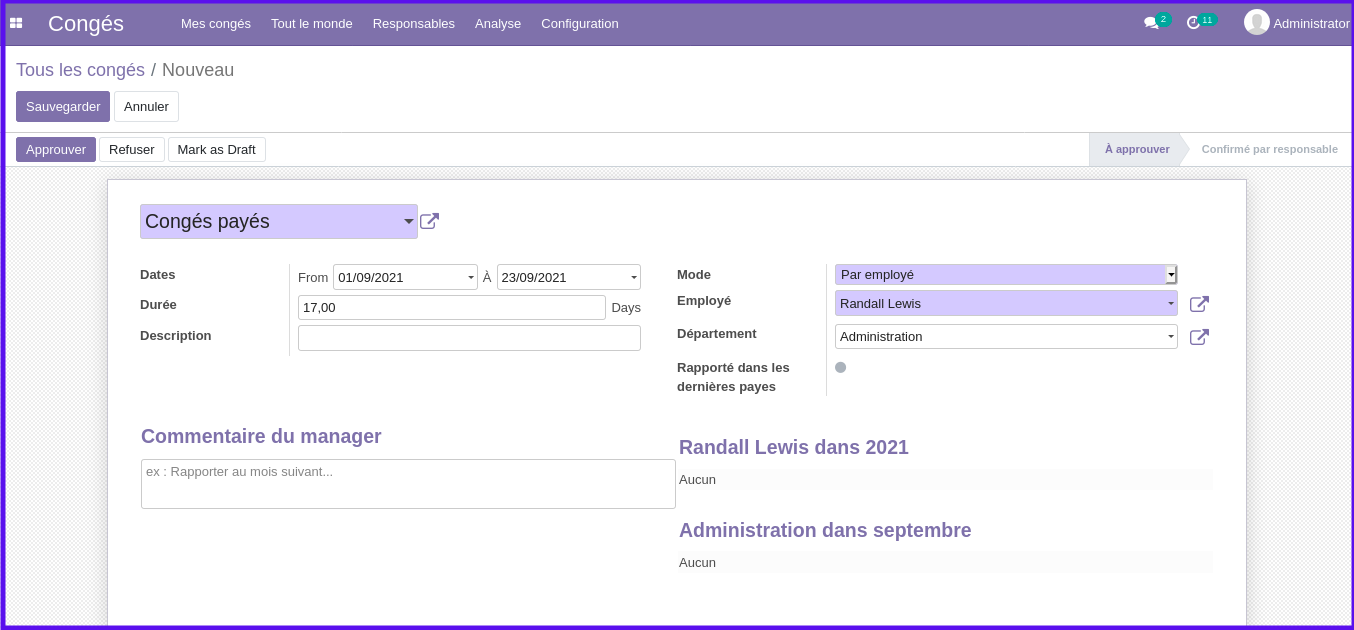 Congés Mes congés Tout le monde Responsables Analyse Configuration 2 11 Administrator
Tous les congés / Nouveau
Sauvegarder Annuler
Approuver Refuser Mark as Draft À approuver Confirmé par responsable
Congés payés
Dates From 01/09/2021 À 23/09/2021
Durée 17,00 Days
Description
Mode Par employé
Employé Randall Lewis
Département Administration
Rapporté dans les
dernières payes
Commentaire du manager
ex : Rapporter au mois suivant...
Randall Lewis dans 2021
Aucun
Administration dans septembre
Aucun